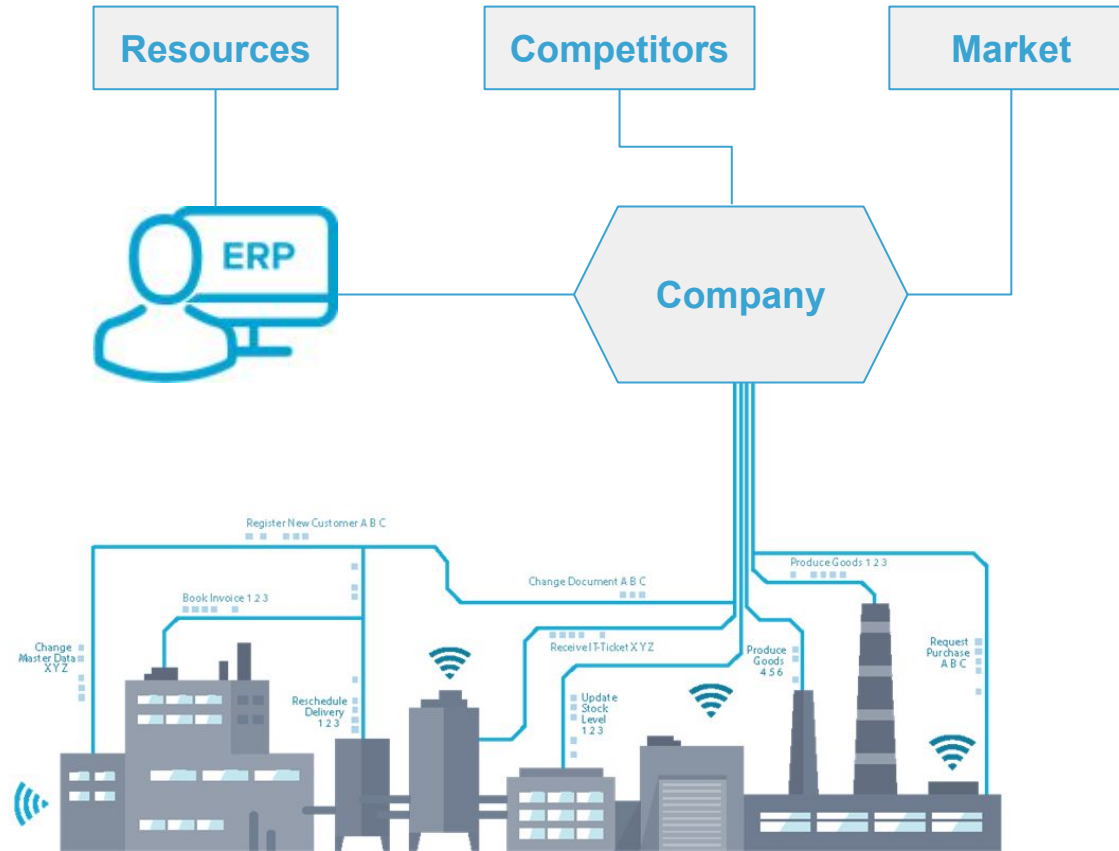 Resources
Competitors
Market
ERP
Company
Register New Customer A B C
Produce Goods 1 2 3
Change Document A B C
Book Invoice 1 2 3
Change
Master Data
X Y Z
Receive IT-Ticket X Y Z
Produce
Goods
4 5 6
Request
Purchase
A B C
Reschedule
Delivery
1 2 3
Update
Stock
Level
1 2 3